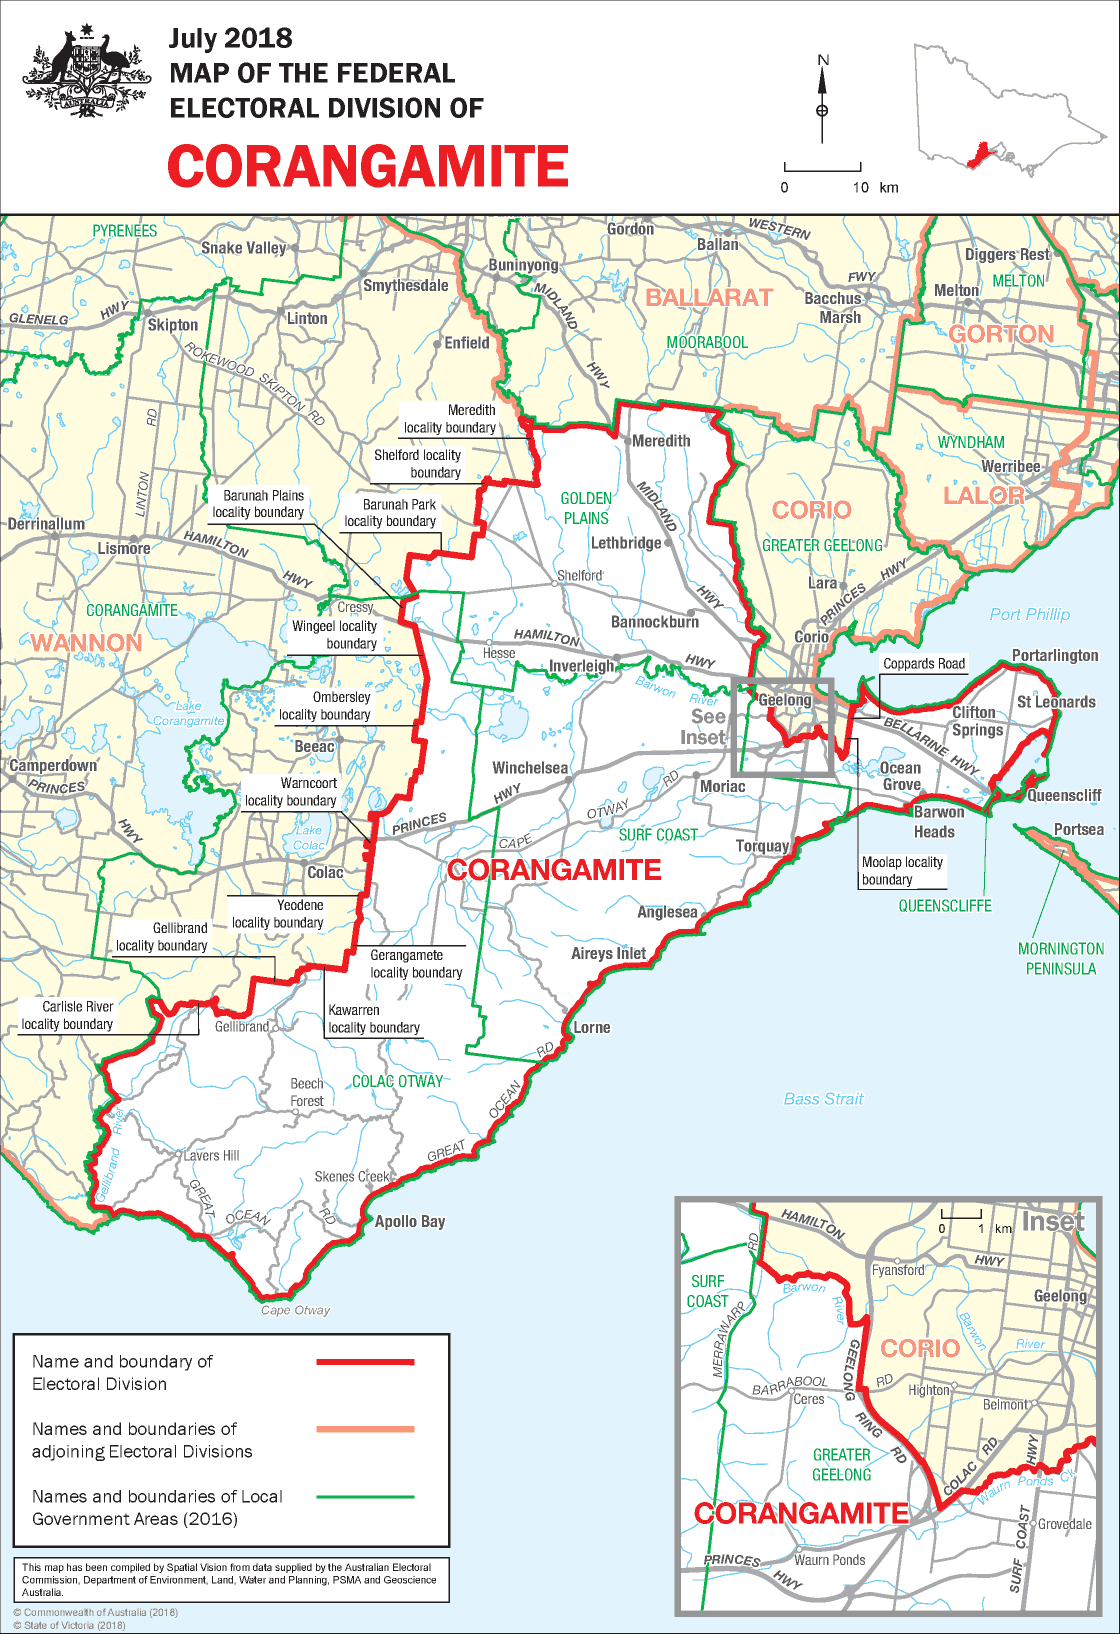 July 2018
MAP OF THE FEDERAL
ELECTORAL DIVISION OF
CORANGAMITE
AUSTRALIA
N
0 10 km
PYRENEES
Snake Valley
Smythesdale
Buninyong
Gordon
Ballan
WESTERN
FWY
Diggers Rest
MELTON
Melton
Bacchus
Marsh
BALLARAT
MOORABOOL
GORTON
GLENELG HWY
Skipton
Linton
Enfield
ROKEWOOD SKIPTON RD
MIDLAND HWY
Meredith
locality boundary
Shelford locality
boundary
Barunah Plains
locality boundary
Barunah Park
locality boundary
LINTON RD
Meredith
GOLDEN
PLAINS
MIDLAND HWY
WYNDHAM
Werribee
LALOR
CORIO
GREATER GEELONG
Derrinallum
Lismore
HAMILTON HWY
Lethbridge
Shelford
Lara
PRINCES HWY
CORANGAMITE
Cressy
WANNON
Wingeel locality
boundary
Bannockburn
HAMILTON HWY
Hesse
Inverleigh
Corio
Port Phillip
Coppards Road
Portarlington
Barwon River
Geelong
Ombersley
locality boundary
Lake
Corangamite
See
Inset
Clifton
Springs
St Leonards
BELLARINE HWY
Beeac
Camperdown
PRINCES HWY
Winchelsea
Moriac
Ocean
Grove
Queenscliff
Warncoort
locality boundary
PRINCES HWY
CAPE OTWAY RD
Barwon
Heads
Portsea
Lake
Colac
SURF COAST
Torquay
Colac
CORANGAMITE
Moolap locality
boundary
Yeodene
locality boundary
QUEENSCLIFFE
Anglesea
Gellibrand
locality boundary
Gerangamete
locality boundary
Aireys Inlet
MORNINGTON
PENINSULA
Carlisle River
locality boundary
Gellibrand
Kawarren
locality boundary
Lorne
Beech
Forest
COLAC OTWAY
GREAT OCEAN RD
Bass Strait
Gellibrand River
Lavers Hill
Skenes Creek
GREAT OCEAN RD
Apollo Bay
Cape Otway
Inset
0 1 km
HAMILTON HWY
Fyansford
RD
SURF
COAST
Barwon River
Geelong
MERRAWARP
Barwon River
CORIO
GEELONG RING RD
BARRABOOL RD
Ceres
Highton
Belmont
GREATER
GEELONG
COLAC RD
HWY
Waurn Ponds Ck
CORANGAMITE
Grovedale
SURF COAST
PRINCES HWY
Waurn Ponds
Name and boundary of
Electoral Division
Names and boundaries of
adjoining Electoral Divisions
Names and boundaries of Local
Government Areas (2016)
This map has been compiled by Spatial Vision from data supplied by the Australian Electoral
Commission, Department of Environment, Land, Water and Planning, PSMA and Geoscience
Australia.
© Commonwealth of Australia (2018)
© State of Victoria (2018)